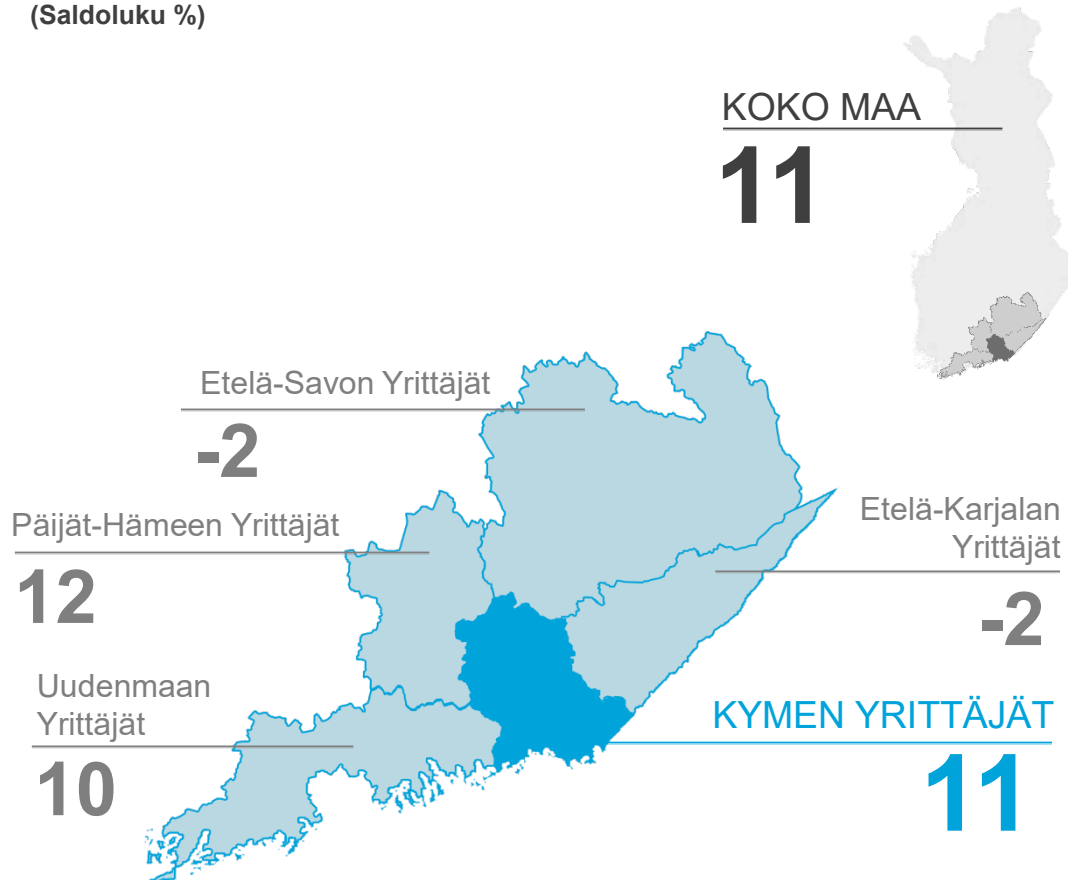 (Saldoluku %)
KOKO MAA
11
Etelä-Savon Yrittäjät
-2
Päijät-Hämeen Yrittäjät
12
Etelä-Karjalan
Yrittäjät
-2
Uudenmaan
Yrittäjät
10
KYMEN YRITTÄJÄT
11